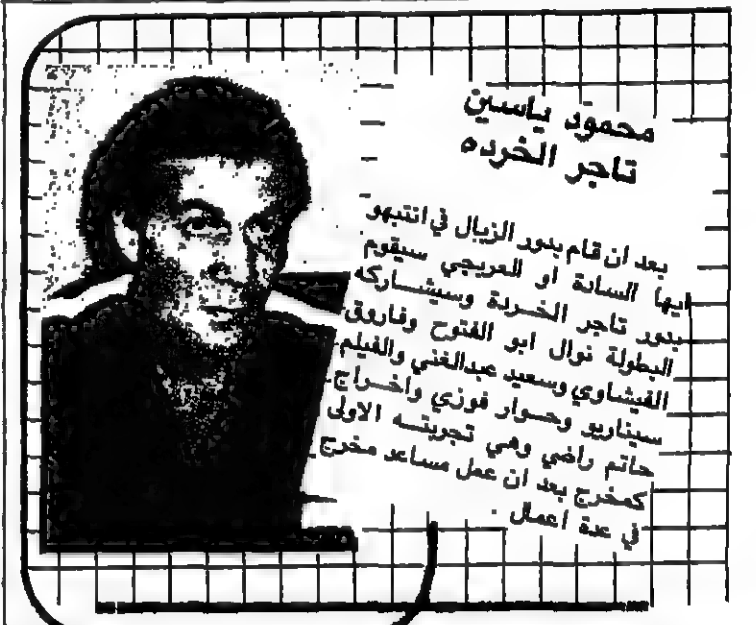 محمود ياسين
تاجر الخرده
بعد ان قام بدور الزبال في انتبهو
ايها السادة او العربجي سيقوم
بدور تاجر الخردة وسيشاركه
البطولة نوال ابو الفتوح وفاروق
الفيشاوي وسعيد عبدالغني والفيلم
سيناريو وحوار فوزي واخراج
حاتم راضي وهي تجربته الاولى
كمخرج بعد ان عمل مساعد مخرج
في عدة اعمال .